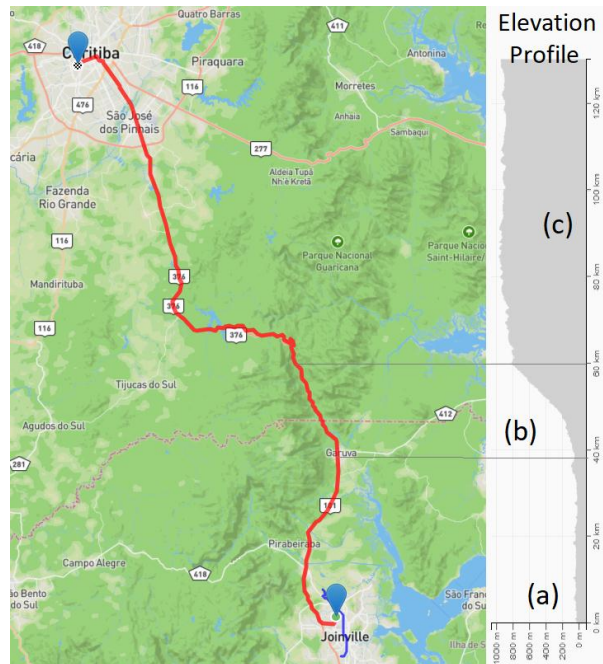 Quatro Barras
418
Curitiba
Piraquara
411
Antonina
116
Morretes
476
São José
dos Pinhais
Anhaia
Sambaqui
277
cária
Aldeia Tupã
Nhe Kretã
Fazenda
Rio Grande
116
Parque Nacional
Guaricana
Parque Nacio
Saint-Hilaire/
376
Mandirituba
376
116
376
Tijucas do Sul
412
Agudos do Sul
Garuva
281
101
Pirabeiraba
Campo Alegre
418
ão Bento
do Sul
São Fra
do Su
Joinville
Ilha de S
Elevation
Profile
120 km
(c)
100 km
80 km
60 km
(b)
40 km
20 km
(a)
0 km
1000 m
800 m
600 m
400 m
200 m
0 m